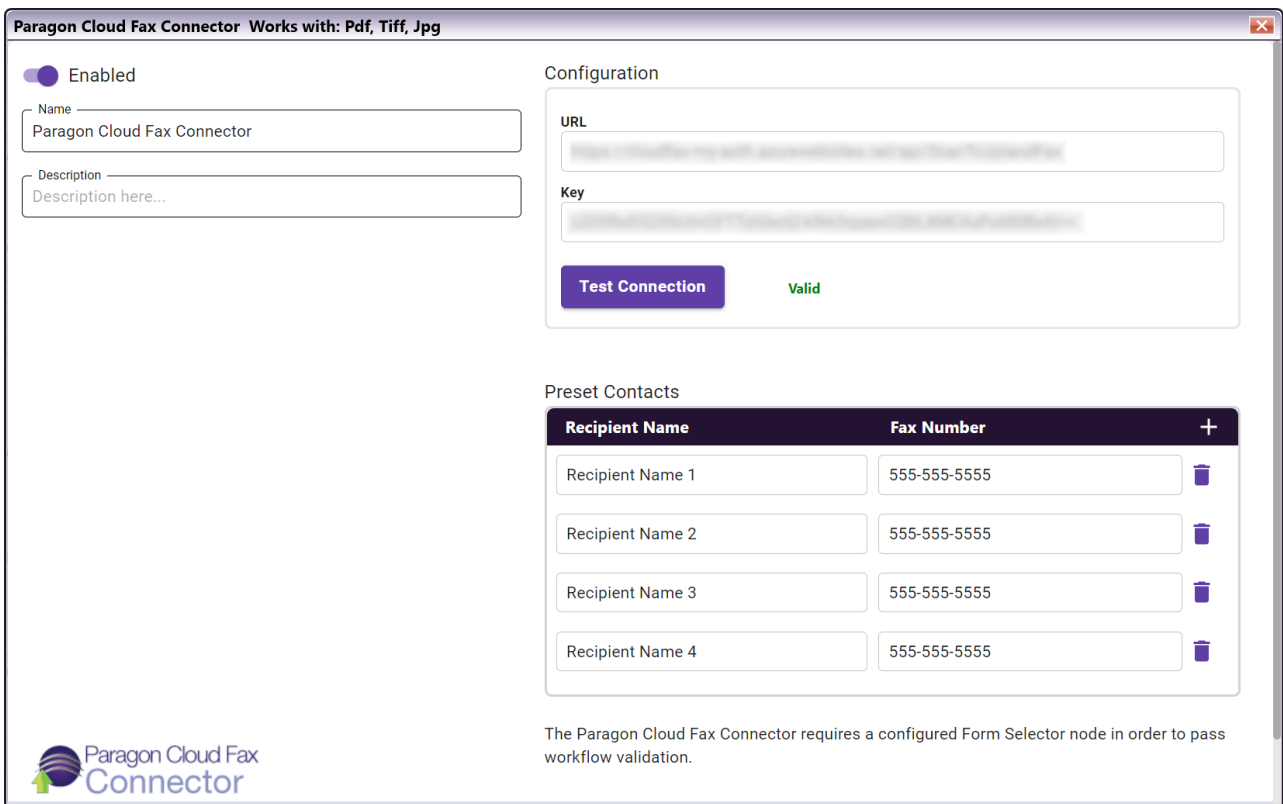 Paragon Cloud Fax Connector  Works with: Pdf, Tiff, Jpg
Enabled
Name
Paragon Cloud Fax Connector
Description
Description here...
Configuration
URL
Key
Test Connection
Valid
Preset Contacts
Recipient Name Fax Number +
Recipient Name 1 555-555-5555
Recipient Name 2 555-555-5555
Recipient Name 3 555-555-5555
Recipient Name 4 555-555-5555
The Paragon Cloud Fax Connector requires a configured Form Selector node in order to pass
workflow validation.
Paragon Cloud Fax
Connector